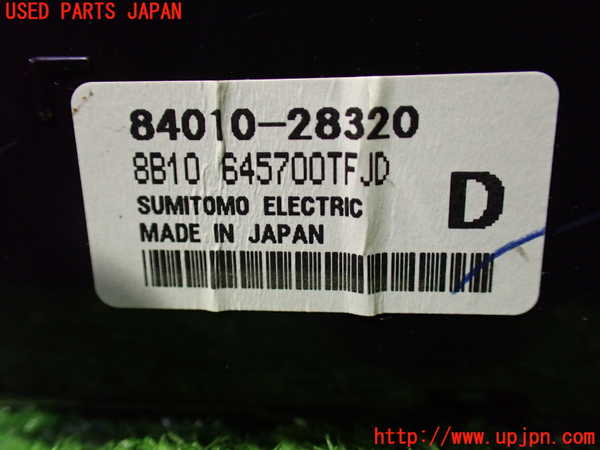 USED PARTS JAPAN
84010-28320
8B10 645700TFJD
SUMITOMO ELECTRIC
MADE IN JAPAN
D
http://www.upjpn.com/